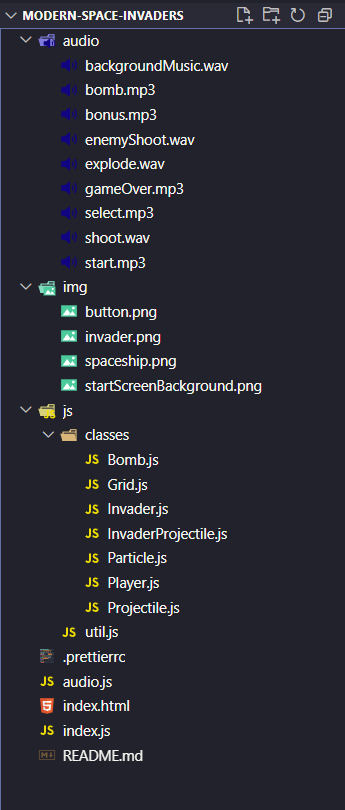 MODERN-SPACE-INVADERS
audio
backgroundMusic.wav
bomb.mp3
bonus.mp3
enemyShoot.wav
explode.wav
gameOver.mp3
select.mp3
shoot.wav
start.mp3
img
button.png
invader.png
spaceship.png
startScreenBackground.png
js
classes
JS Bomb.js
JS Grid.js
JS Invader.js
JS InvaderProjectile.js
JS Particle.js
JS Player.js
JS Projectile.js
JS util.js
.prettierrc
JS audio.js
index.html
JS index.js
README.md